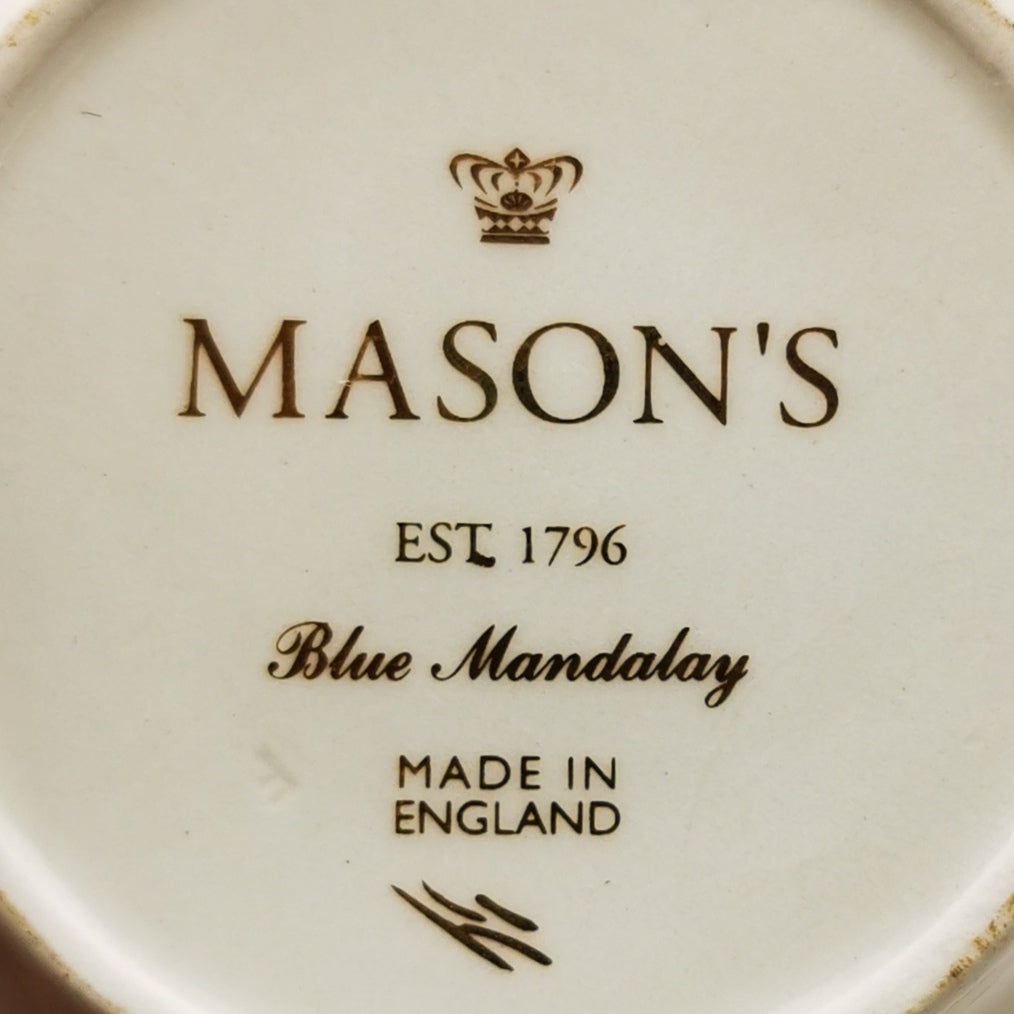 MASON'S
EST. 1796
Blue Mandalay
MADE IN
ENGLAND